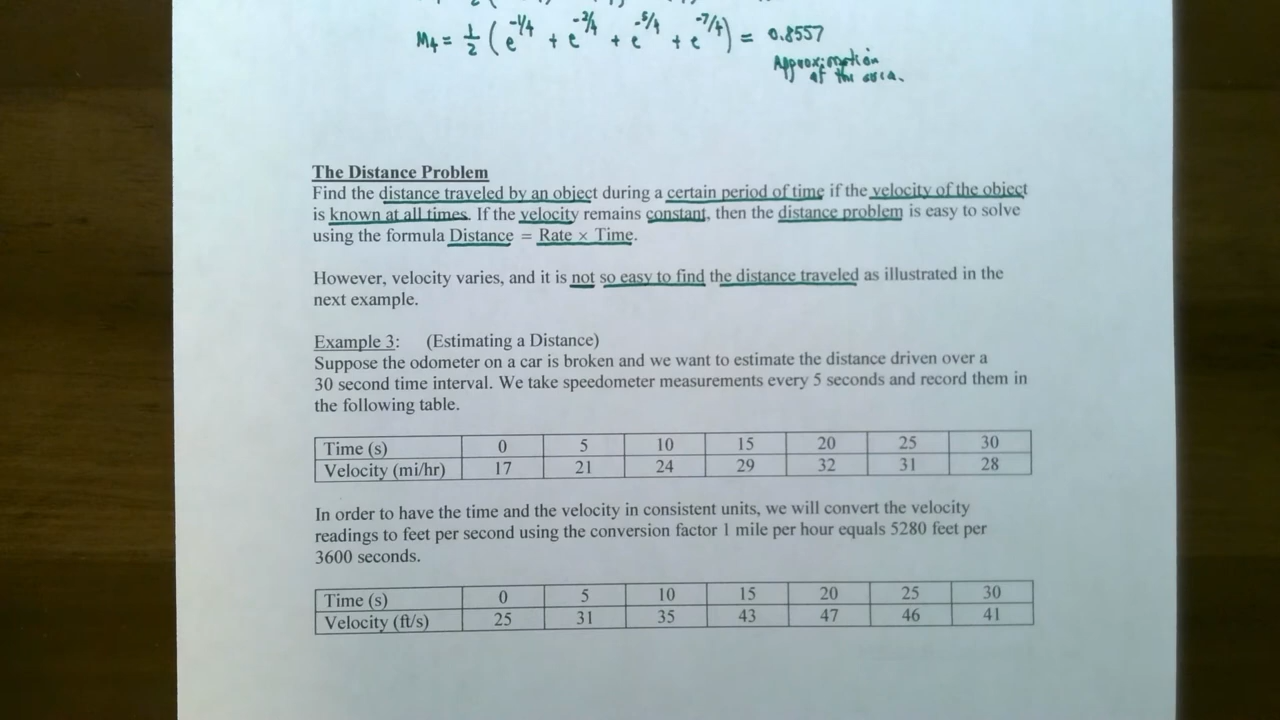 M4 = 1/2 ( e^-1/4 + e^-2/4 + e^-5/4 + e^-7/4 ) = 0.8557
Approximation
of the area.
The Distance Problem
Find the distance traveled by an object during a certain period of time if the velocity of the object
is known at all times. If the velocity remains constant, then the distance problem is easy to solve
using the formula Distance = Rate × Time.
However, velocity varies, and it is not so easy to find the distance traveled as illustrated in the
next example.
Example 3: (Estimating a Distance)
Suppose the odometer on a car is broken and we want to estimate the distance driven over a
30 second time interval. We take speedometer measurements every 5 seconds and record them in
the following table.
Time (s) 0 5 10 15 20 25 30
Velocity (mi/hr) 17 21 24 29 32 31 28
In order to have the time and the velocity in consistent units, we will convert the velocity
readings to feet per second using the conversion factor 1 mile per hour equals 5280 feet per
3600 seconds.
Time (s) 0 5 10 15 20 25 30
Velocity (ft/s) 25 31 35 43 47 46 41